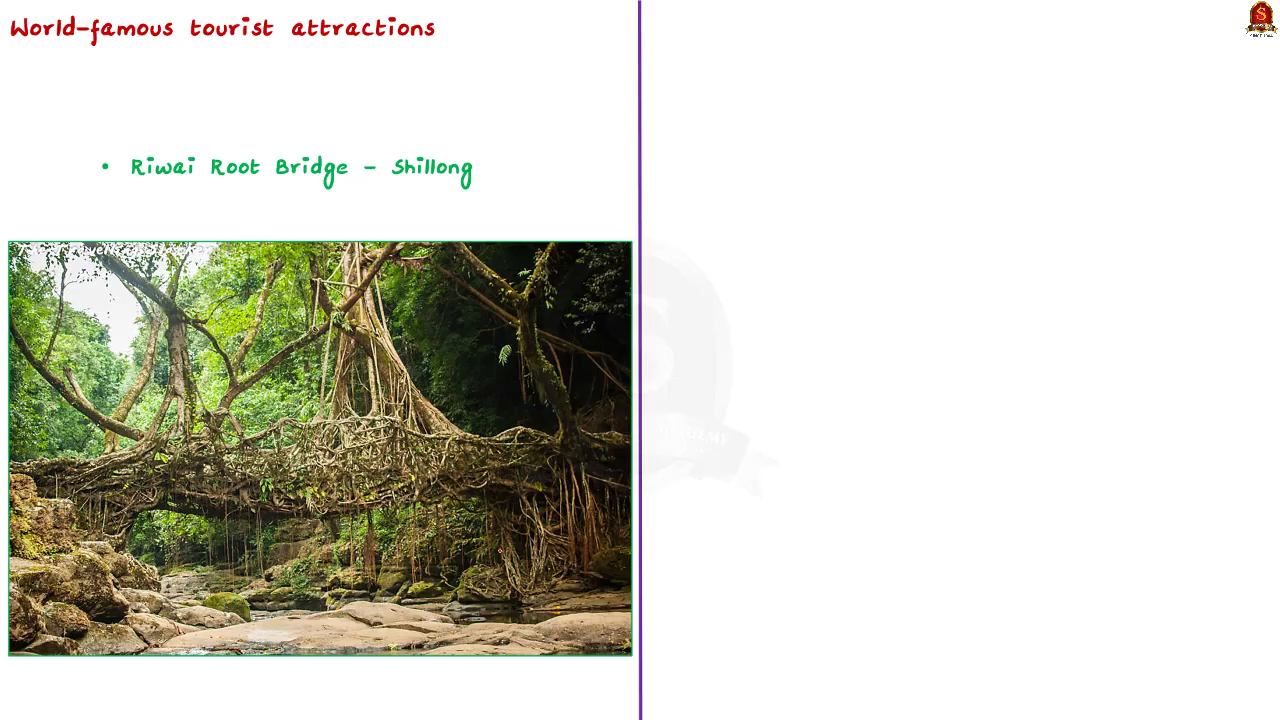 World-famous tourist attractions
• Riwai Root Bridge - Shillong